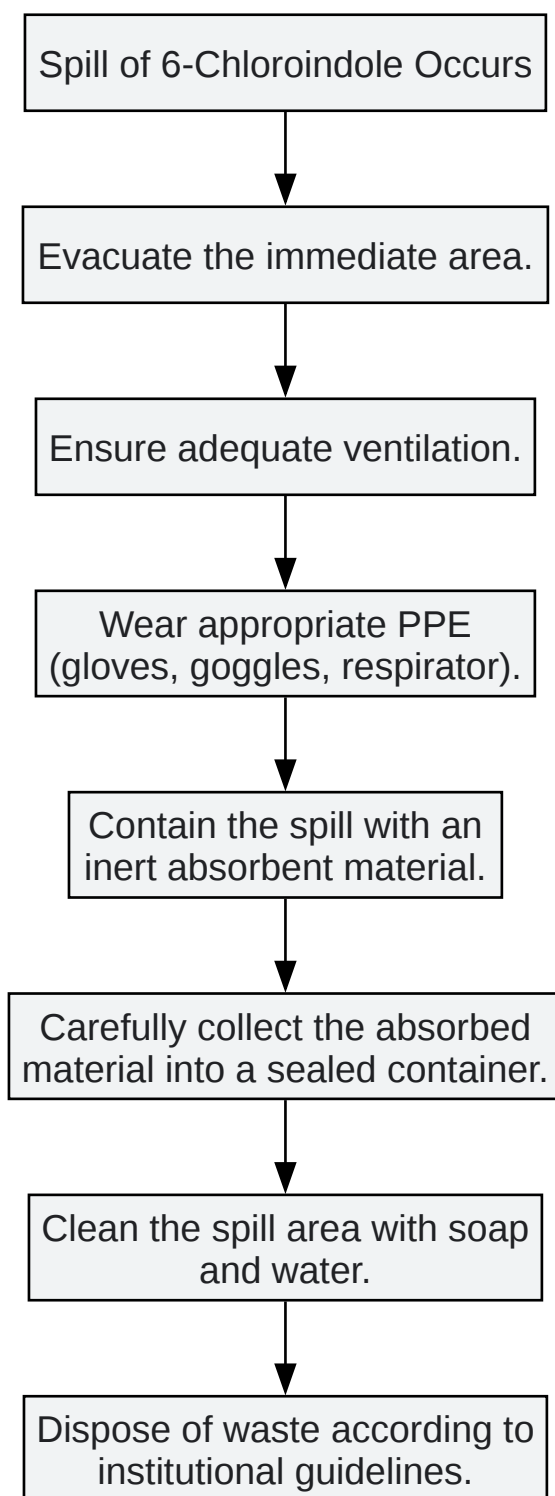 Spill of 6-Chloroindole Occurs
Evacuate the immediate area.
Ensure adequate ventilation.
Wear appropriate PPE
(gloves, goggles, respirator).
Contain the spill with an
inert absorbent material.
Carefully collect the absorbed
material into a sealed container.
Clean the spill area with soap
and water.
Dispose of waste according to
institutional guidelines.